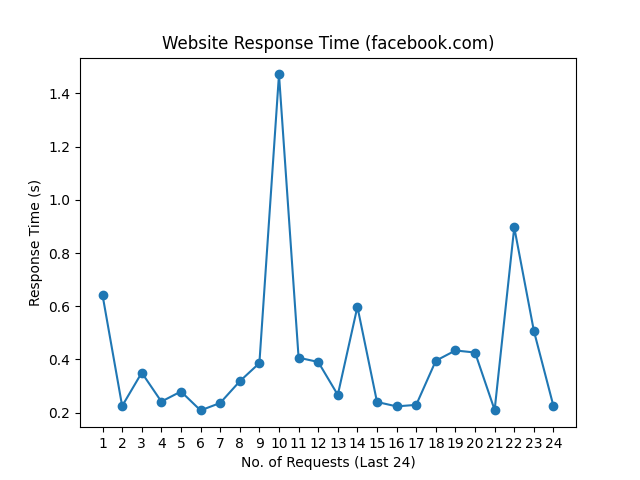 Website Response Time (facebook.com)
1.4
1.2
1.0
0.8
0.6
0.4
0.2
Response Time (s)
1 2 3 4 5 6 7 8 9 10 11 12 13 14 15 16 17 18 19 20 21 22 23 24
No. of Requests (Last 24)